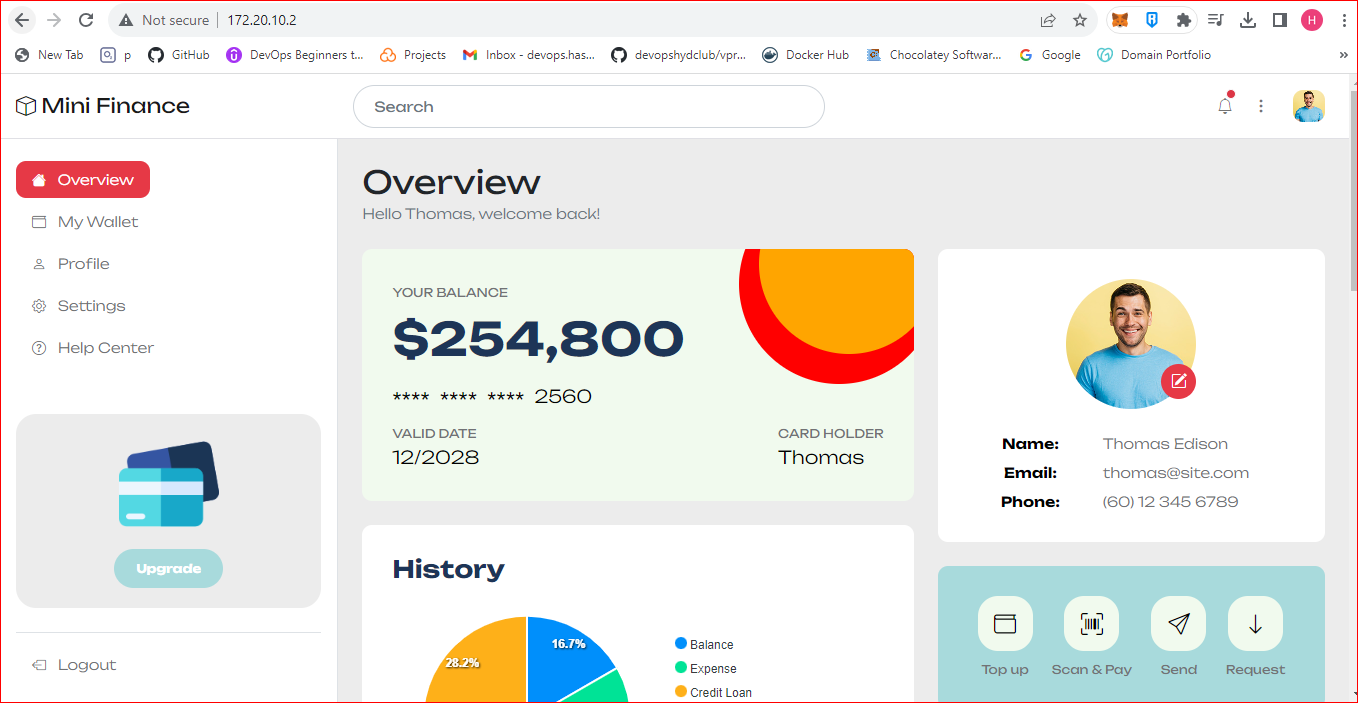 Not secure | 172.20.10.2
H
New Tab p GitHub DevOps Beginners t... Projects Inbox - devops.has... devopshydclub/vpr... Docker Hub Chocolatey Softwar... Google Domain Portfolio »
Mini Finance
Search
Overview
My Wallet
Profile
Settings
Help Center
Upgrade
Logout
Overview
Hello Thomas, welcome back!
YOUR BALANCE
$254,800
**** **** **** 2560
VALID DATE
12/2028
CARD HOLDER
Thomas
History
28.2%
16.7%
Balance
Expense
Credit Loan
Name: Thomas Edison
Email: thomas@site.com
Phone: (60) 12 345 6789
Top up Scan & Pay Send Request